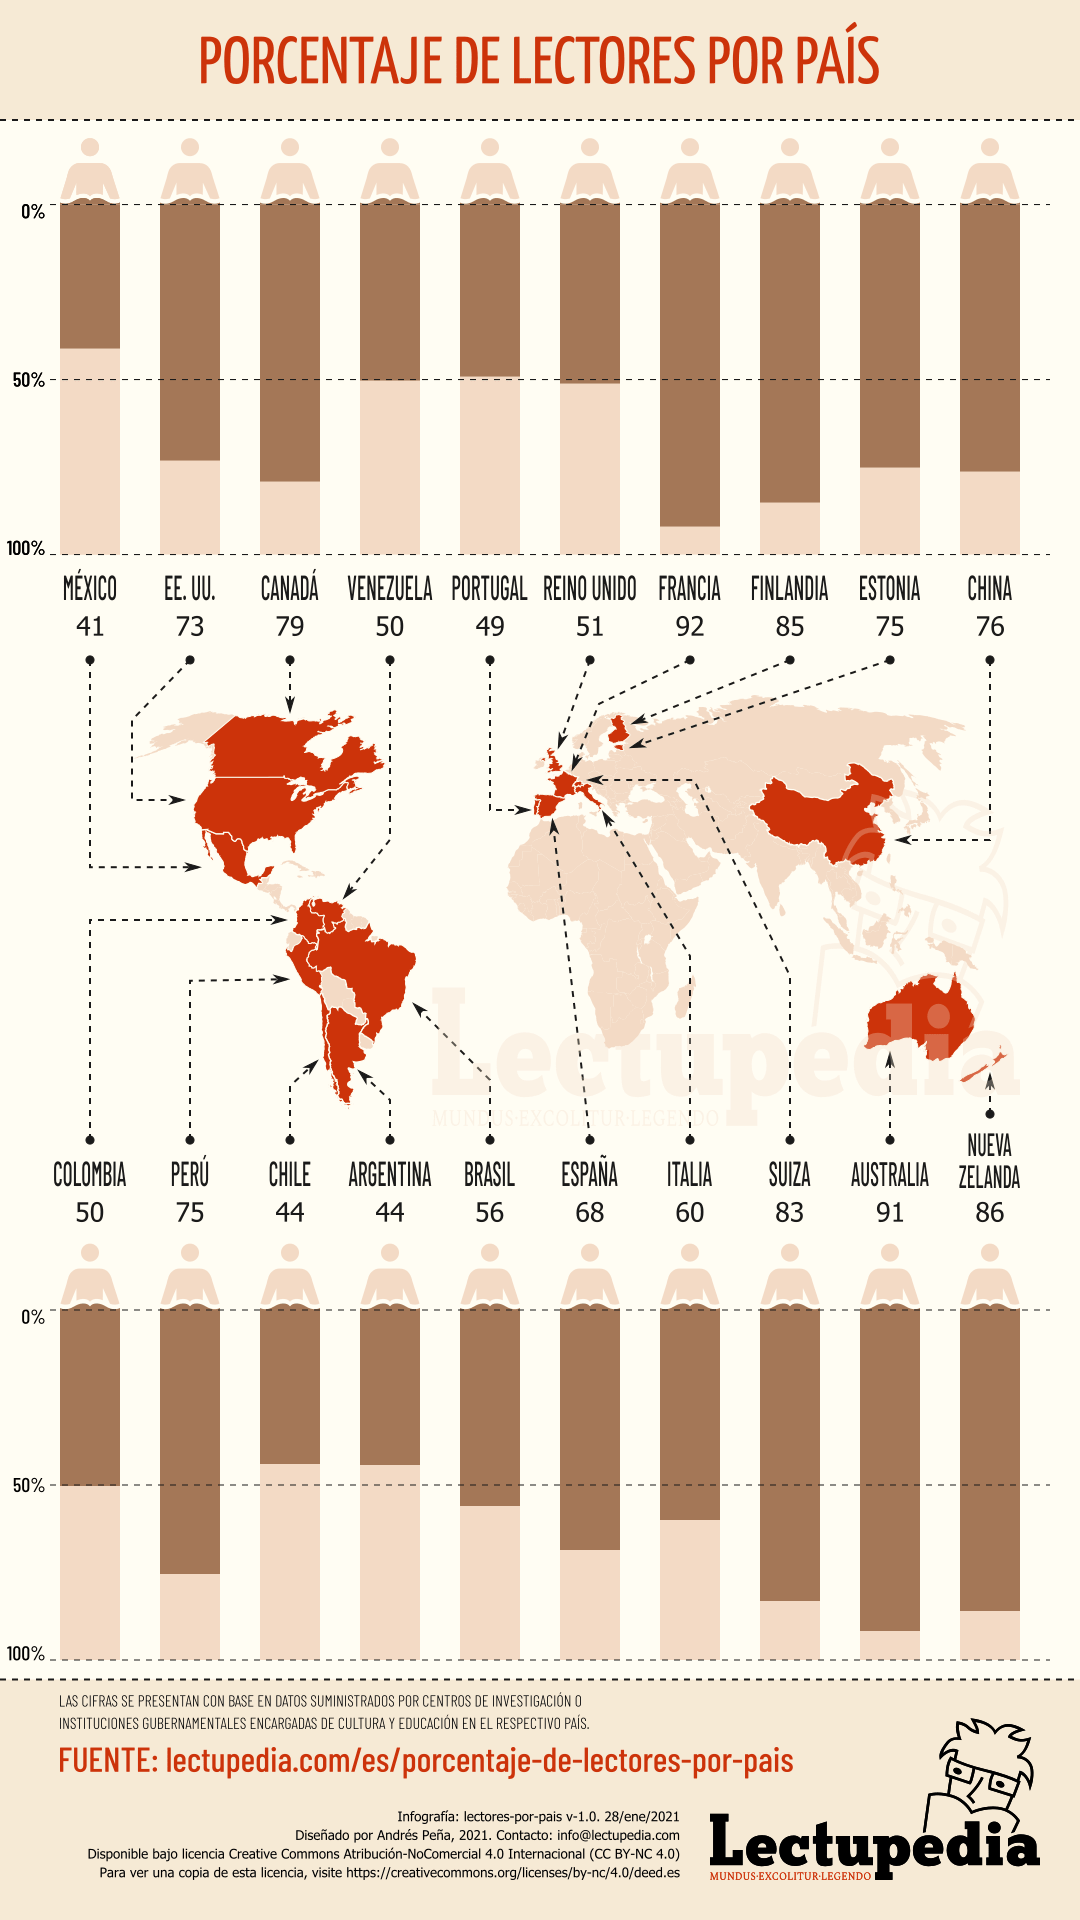 PORCENTAJE DE LECTORES POR PAÍS
0%
50%
100%
MÉXICO EE. UU. CANADÁ VENEZUELA PORTUGAL REINO UNIDO FRANCIA FINLANDIA ESTONIA CHINA
41 73 79 50 49 51 92 85 75 76
Lectupedia
MUNDUS·EXCOLITUR·LEGENDO
COLOMBIA PERÚ CHILE ARGENTINA BRASIL ESPAÑA ITALIA SUIZA AUSTRALIA NUEVA
ZELANDA
50 75 44 44 56 68 60 83 91 86
0%
50%
100%
LAS CIFRAS SE PRESENTAN CON BASE EN DATOS SUMINISTRADOS POR CENTROS DE INVESTIGACIÓN O
INSTITUCIONES GUBERNAMENTALES ENCARGADAS DE CULTURA Y EDUCACIÓN EN EL RESPECTIVO PAÍS.
FUENTE: lectupedia.com/es/porcentaje-de-lectores-por-pais
Infografía: lectores-por-pais v-1.0. 28/ene/2021
Diseñado por Andrés Peña, 2021. Contacto: info@lectupedia.com
Disponible bajo licencia Creative Commons Atribución-NoComercial 4.0 Internacional (CC BY-NC 4.0)
Para ver una copia de esta licencia, visite https://creativecommons.org/licenses/by-nc/4.0/deed.es
Lectupedia
MUNDUS·EXCOLITUR·LEGENDO